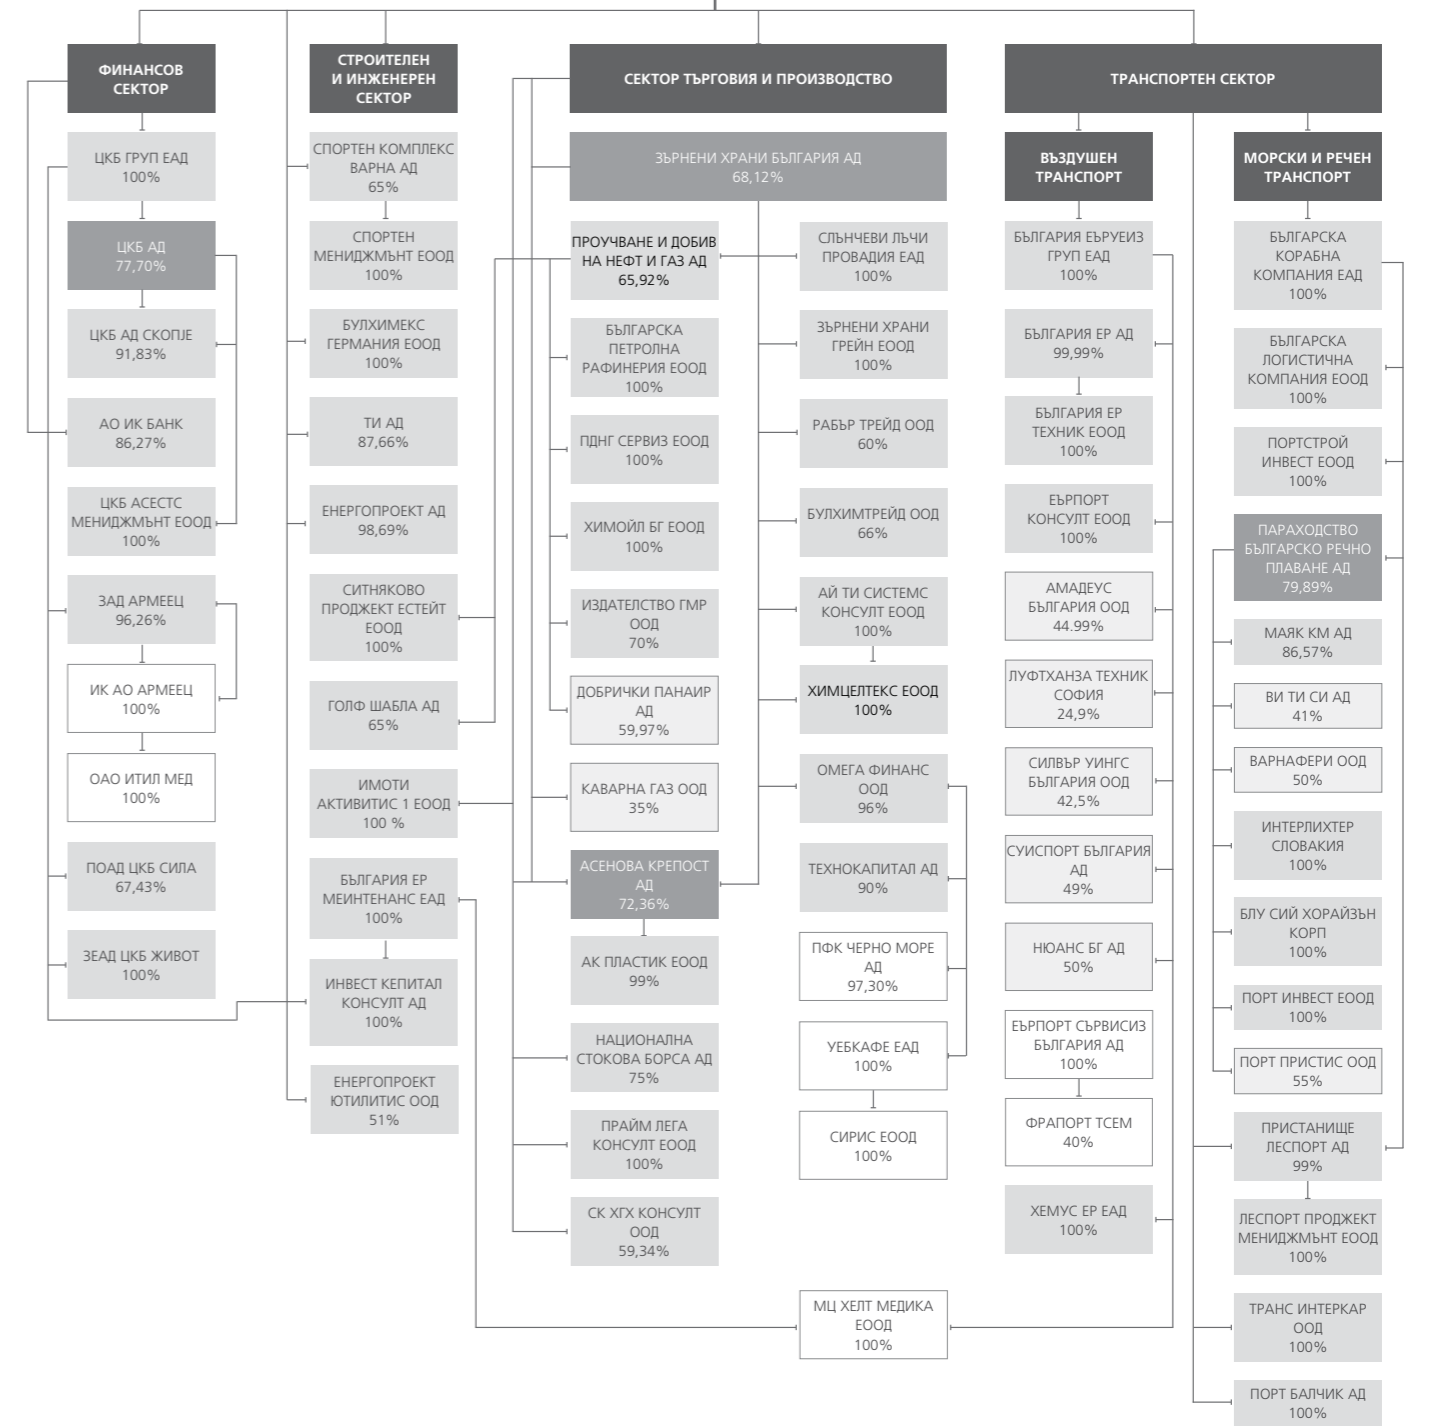 ФИНАНСОВ
СЕКТОР
ЦКБ ГРУП ЕАД
100%
ЦКБ АД
77,70%
ЦКБ АД СКОПЈЕ
91,83%
АО ИК БАНК
86,27%
ЦКБ АСЕСТС
МЕНИДЖМЪНТ ЕООД
100%
ЗАД АРМЕЕЦ
96,26%
ИК АО АРМЕЕЦ
100%
ОАО ИТИЛ МЕД
100%
ПОАД ЦКБ СИЛА
67,43%
ЗЕАД ЦКБ ЖИВОТ
100%
СТРОИТЕЛЕН
И ИНЖЕНЕРЕН
СЕКТОР
СПОРТЕН КОМПЛЕКС
ВАРНА АД
65%
СПОРТЕН
МЕНИДЖМЪНТ ЕООД
100%
БУЛХИМЕКС
ГЕРМАНИЯ ЕООД
100%
ТИ АД
87,66%
ЕНЕРГОПРОЕКТ АД
98,69%
СИТНЯКОВО
ПРОДЖЕКТ ЕСТЕЙТ
ЕООД
100%
ГОЛФ ШАБЛА АД
65%
ИМОТИ
АКТИВИТИС 1 ЕООД
100 %
БЪЛГАРИЯ ЕР
МЕИНТЕНАНС ЕАД
100%
ИНВЕСТ КЕПИТАЛ
КОНСУЛТ АД
100%
ЕНЕРГОПРОЕКТ
ЮТИЛИТИС ООД
51%
СЕКТОР ТЪРГОВИЯ И ПРОИЗВОДСТВО
ЗЪРНЕНИ ХРАНИ БЪЛГАРИЯ АД
68,12%
ПРОУЧВАНЕ И ДОБИВ
НА НЕФТ И ГАЗ АД
65,92%
БЪЛГАРСКА
ПЕТРОЛНА
РАФИНЕРИЯ ЕООД
100%
ПДНГ СЕРВИЗ ЕООД
100%
ХИМОЙЛ БГ ЕООД
100%
ИЗДАТЕЛСТВО ГМР
ООД
70%
ДОБРИЧКИ ПАНАИР
АД
59,97%
КАВАРНА ГАЗ ООД
35%
АСЕНОВА КРЕПОСТ
АД
72,36%
АК ПЛАСТИК ЕООД
99%
НАЦИОНАЛНА
СТОКОВА БОРСА АД
75%
ПРАЙМ ЛЕГА
КОНСУЛТ ЕООД
100%
СК ХГХ КОНСУЛТ
ООД
59,34%
СЛЪНЧЕВИ ЛЪЧИ
ПРОВАДИЯ ЕАД
100%
ЗЪРНЕНИ ХРАНИ
ГРЕЙН ЕООД
100%
РАБЪР ТРЕЙД ООД
60%
БУЛХИМТРЕЙД ООД
66%
АЙ ТИ СИСТЕМС
КОНСУЛТ ЕООД
100%
ХИМЦЕЛТЕКС ЕООД
100%
ОМЕГА ФИНАНС
ООД
96%
ТЕХНОКАПИТАЛ АД
90%
ПФК ЧЕРНО МОРЕ
АД
97,30%
УЕБКАФЕ ЕАД
100%
СИРИС ЕООД
100%
МЦ ХЕЛТ МЕДИКА
ЕООД
100%
ТРАНСПОРТЕН СЕКТОР
ВЪЗДУШЕН
ТРАНСПОРТ
БЪЛГАРИЯ ЕЪРУЕИЗ
ГРУП ЕАД
100%
БЪЛГАРИЯ ЕР АД
99,99%
БЪЛГАРИЯ ЕР
ТЕХНИК ЕООД
100%
ЕЪРПОРТ
КОНСУЛТ ЕООД
100%
АМАДЕУС
БЪЛГАРИЯ ООД
44.99%
ЛУФТХАНЗА ТЕХНИК
СОФИЯ
24,9%
СИЛВЪР УИНГС
БЪЛГАРИЯ ООД
42,5%
СУИСПОРТ БЪЛГАРИЯ
АД
49%
НЮАНС БГ АД
50%
ЕЪРПОРТ СЪРВИСИЗ
БЪЛГАРИЯ АД
100%
ФРАПОРТ ТСЕМ
40%
ХЕМУС ЕР ЕАД
100%
МОРСКИ И РЕЧЕН
ТРАНСПОРТ
БЪЛГАРСКА
КОРАБНА
КОМПАНИЯ ЕАД
100%
БЪЛГАРСКА
ЛОГИСТИЧНА
КОМПАНИЯ ЕООД
100%
ПОРТСТРОЙ
ИНВЕСТ ЕООД
100%
ПАРАХОДСТВО
БЪЛГАРСКО РЕЧНО
ПЛАВАНЕ АД
79,89%
МАЯК КМ АД
86,57%
ВИ ТИ СИ АД
41%
ВАРНАФЕРИ ООД
50%
ИНТЕРЛИХТЕР
СЛОВАКИЯ
100%
БЛУ СИЙ ХОРАЙЗЪН
КОРП
100%
ПОРТ ИНВЕСТ ЕООД
100%
ПОРТ ПРИСТИС ООД
55%
ПРИСТАНИЩЕ
ЛЕСПОРТ АД
99%
ЛЕСПОРТ ПРОДЖЕКТ
МЕНИДЖМЪНТ ЕООД
100%
ТРАНС ИНТЕРКАР
ООД
100%
ПОРТ БАЛЧИК АД
100%